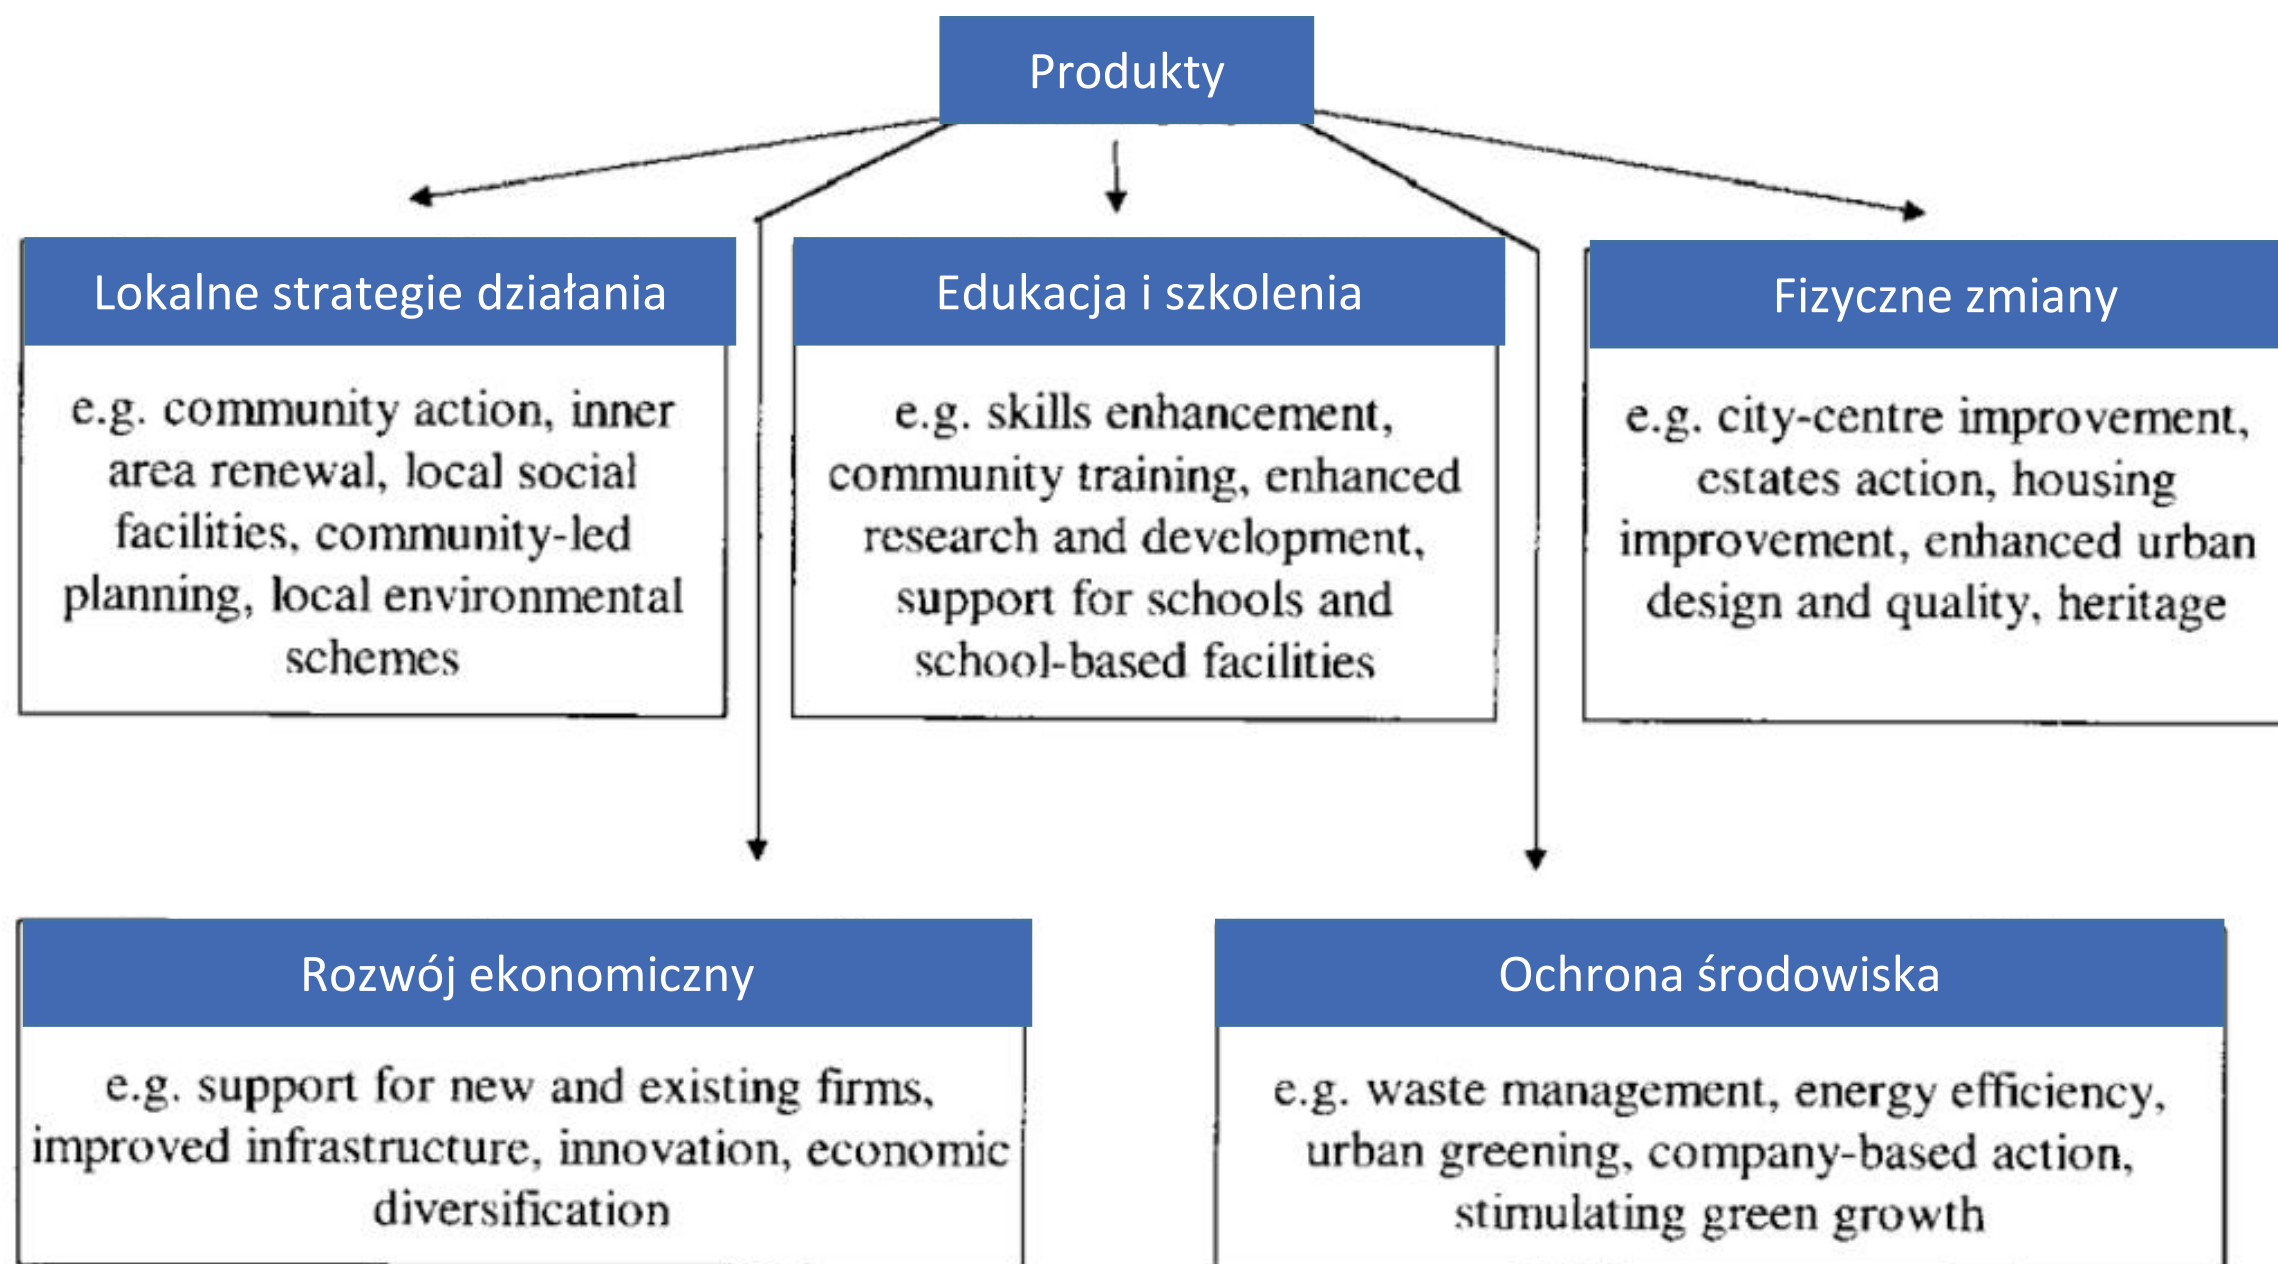 Produkty
Lokalne strategie działania
e.g. community action, inner
area renewal, local social
facilities, community-led
planning, local environmental
schemes
Edukacja i szkolenia
e.g. skills enhancement,
community training, enhanced
research and development,
support for schools and
school-based facilities
Fizyczne zmiany
e.g. city-centre improvement,
estates action, housing
improvement, enhanced urban
design and quality, heritage
Rozwój ekonomiczny
e.g. support for new and existing firms,
improved infrastructure, innovation, economic
diversification
Ochrona środowiska
e.g. waste management, energy efficiency,
urban greening, company-based action,
stimulating green growth